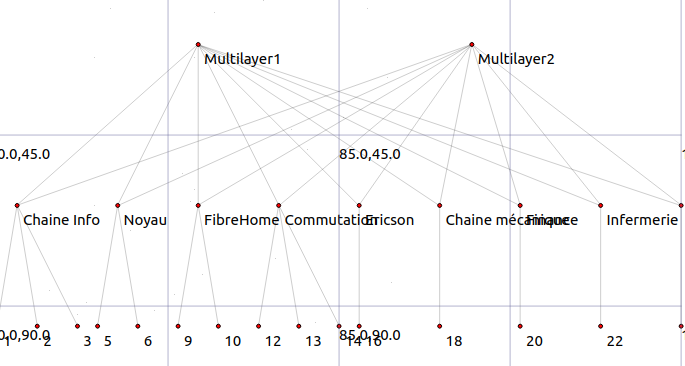 Multilayer1 Multilayer2
0.0,45.0 85.0,45.0
Chaine Info Noyau FibreHome Commutation Ericson Chaine mécanique Finance Infermerie
0.0,90.0 85.0,90.0
1 2 3 5 6 9 10 12 13 14 16 18 20 22